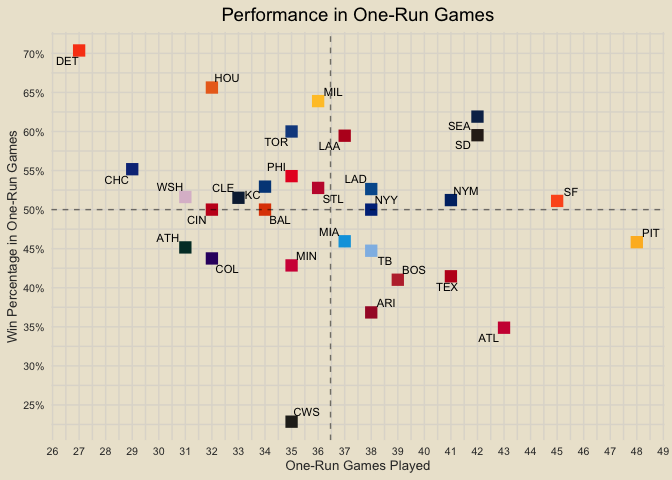 Performance in One-Run Games
Win Percentage in One-Run Games
70%
65%
60%
55%
50%
45%
40%
35%
30%
25%
DET
HOU
MIL
TOR
LAA
SEA
SD
CHC
PHI
WSH
CLE
KC
STL
LAD
NYY
NYM
SF
CIN
BAL
ATH
COL
MIN
MIA
TB
BOS
TEX
PIT
ARI
ATL
CWS
26 27 28 29 30 31 32 33 34 35 36 37 38 39 40 41 42 43 44 45 46 47 48 49
One-Run Games Played